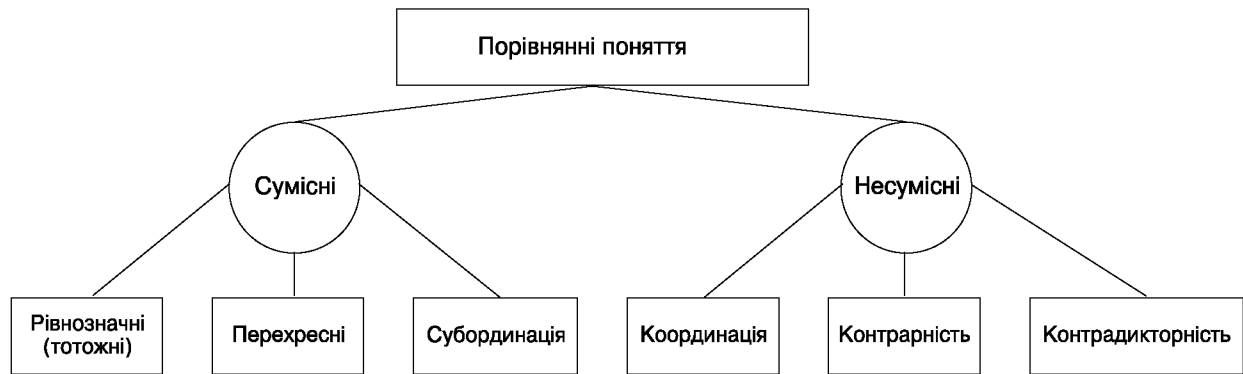 Порівнянні поняття
Сумісні
Несумісні
Рівнозначні
(тотожні)
Перехресні
Субординація
Координація
Контрарність
Контрадикторність